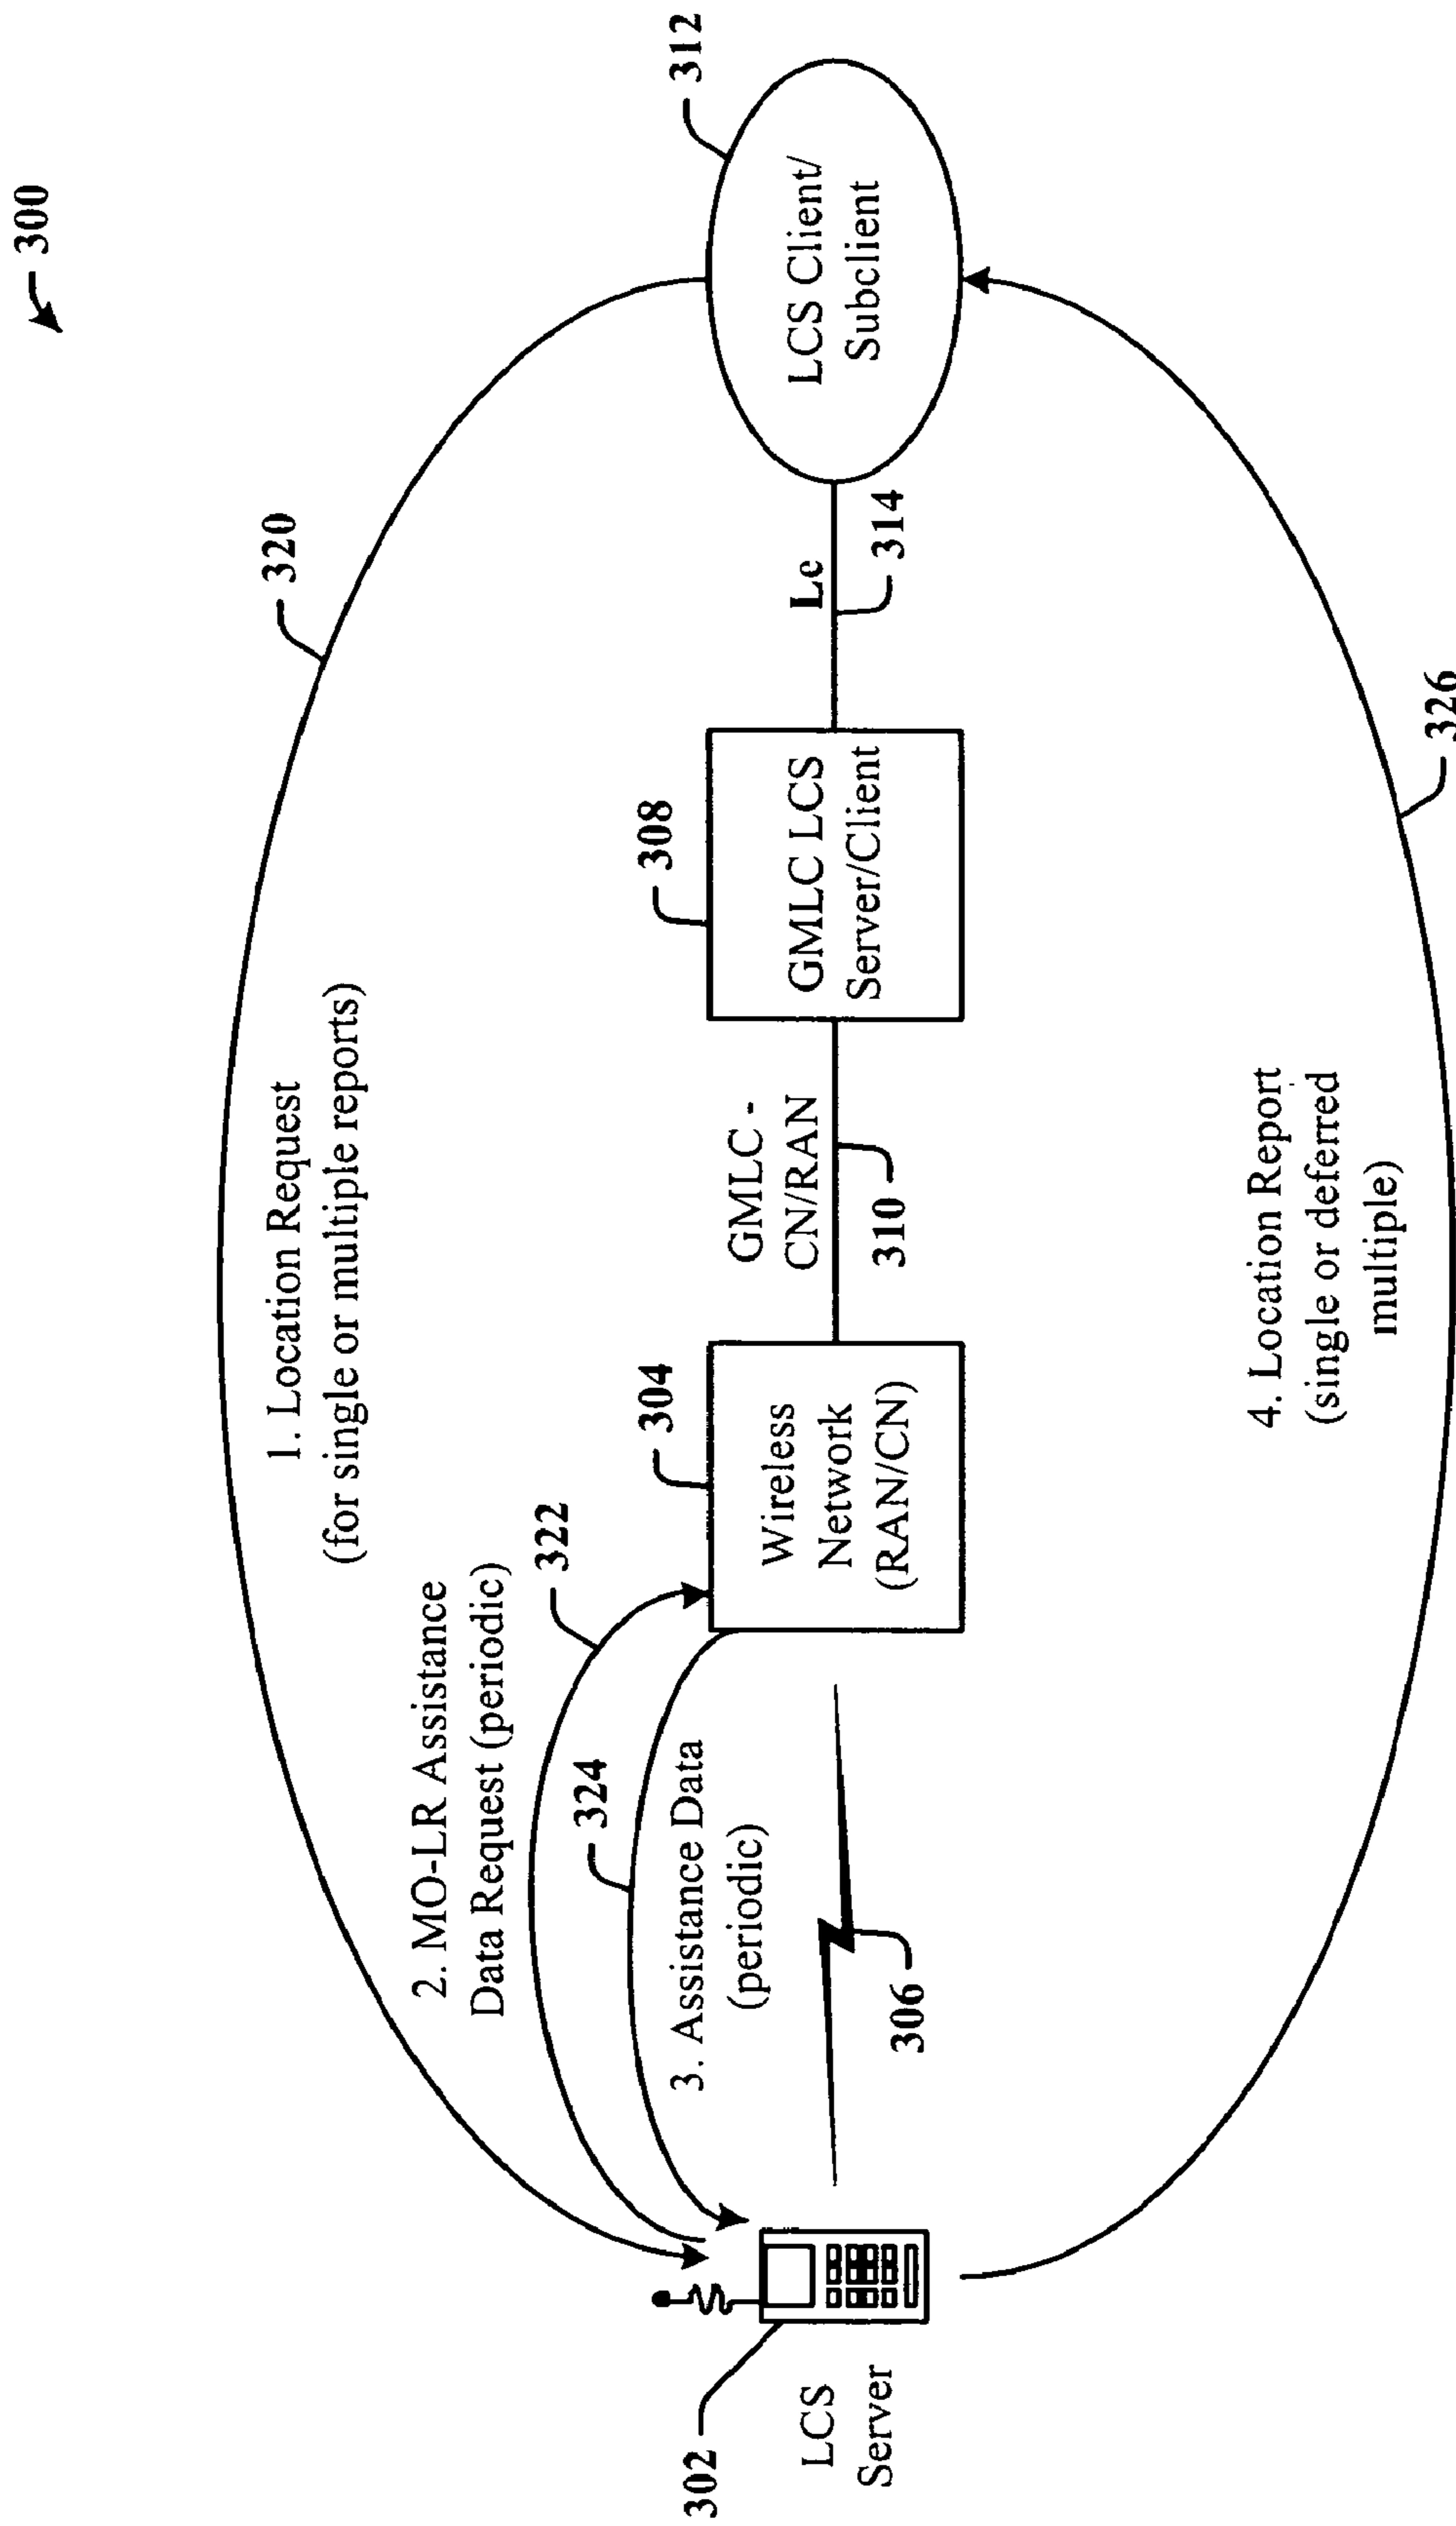 300
320
1. Location Request
(for single or multiple reports)
2. MO-LR Assistance
Data Request (periodic)
322
324
3. Assistance Data
(periodic)
302
LCS
Server
306
304
Wireless
Network
(RAN/CN)
GMLC -
CN/RAN
310
308
GMLC LCS
Server/Client
Le
314
312
LCS Client/
Subclient
4. Location Report
(single or deferred
multiple)
326